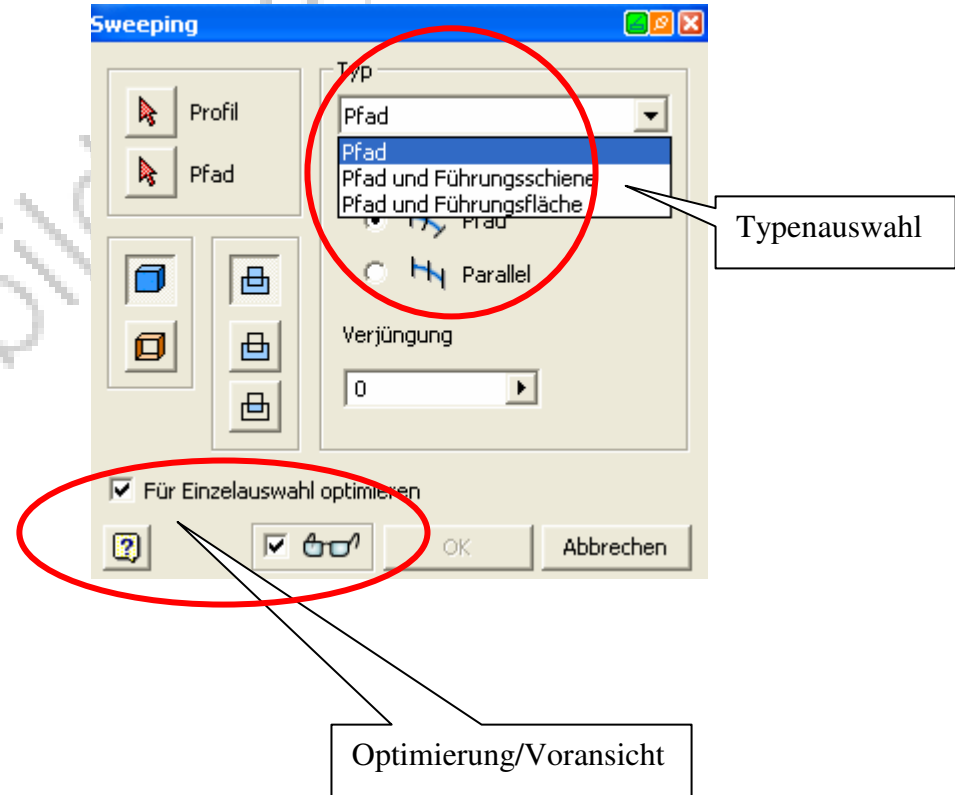 Sweeping
Typ
Profil
Pfad
Pfad
Pfad
Pfad und Führungsschiene
Pfad und Führungsfläche
Pfad
Parallel
Typenauswahl
Verjüngung
0
Für Einzelauswahl optimieren
OK
Abbrechen
Optimierung/Voransicht